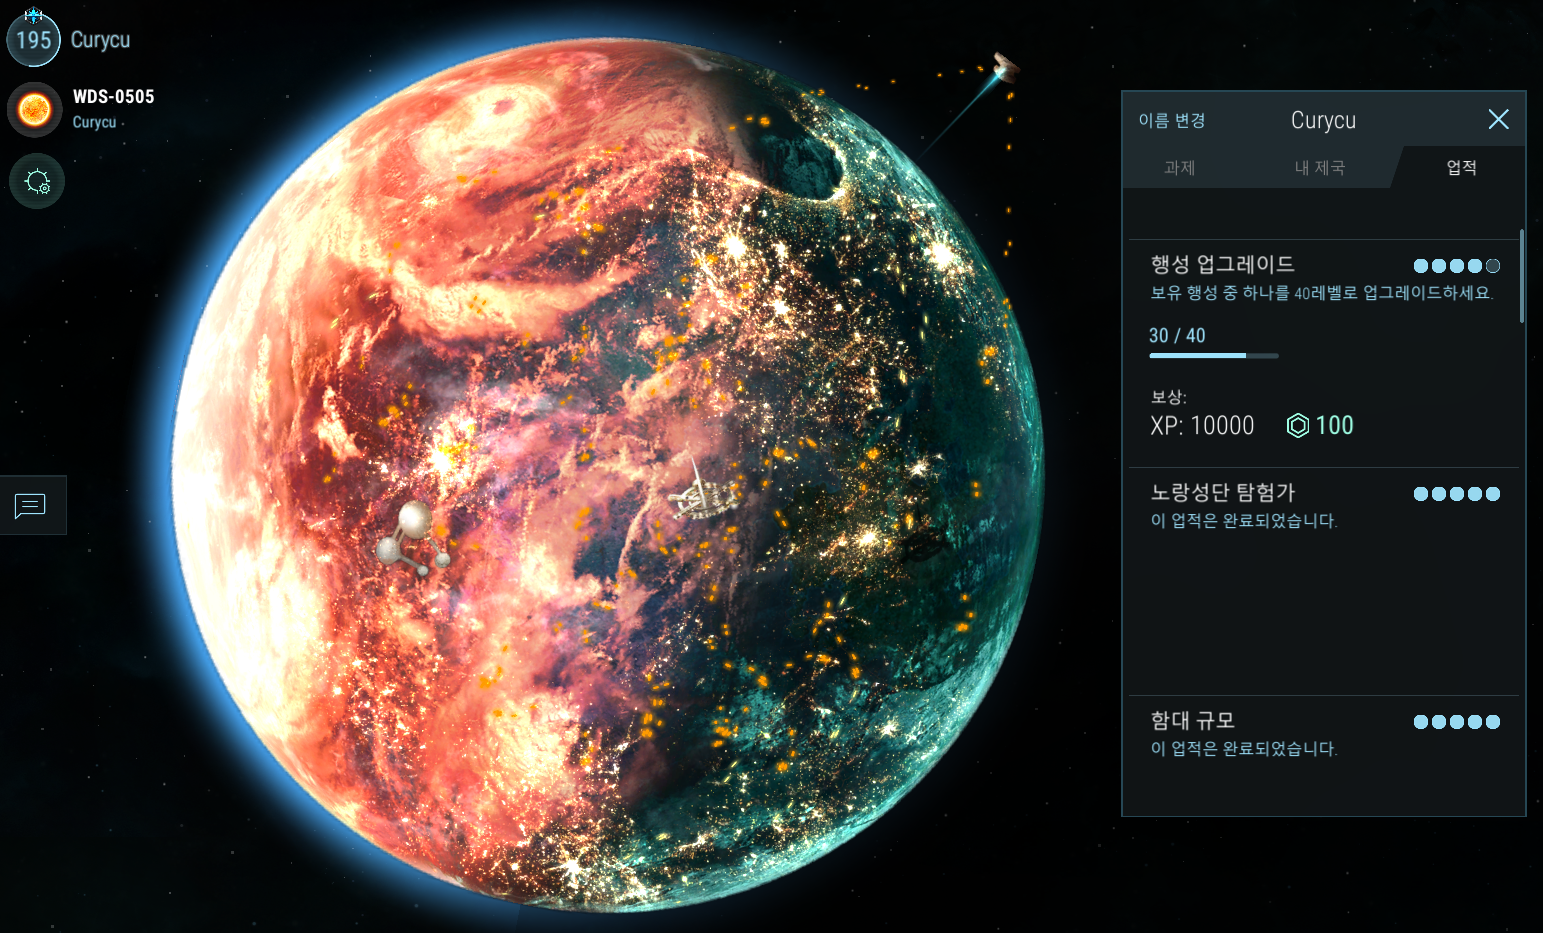 195 Curycu
WDS-0505
Curycu
이름 변경 Curycu
과제 내 제국 업적
행성 업그레이드
보유 행성 중 하나를 40레벨로 업그레이드하세요.
30 / 40
보상:
XP: 10000 100
노랑성단 탐험가
이 업적은 완료되었습니다.
함대 규모
이 업적은 완료되었습니다.